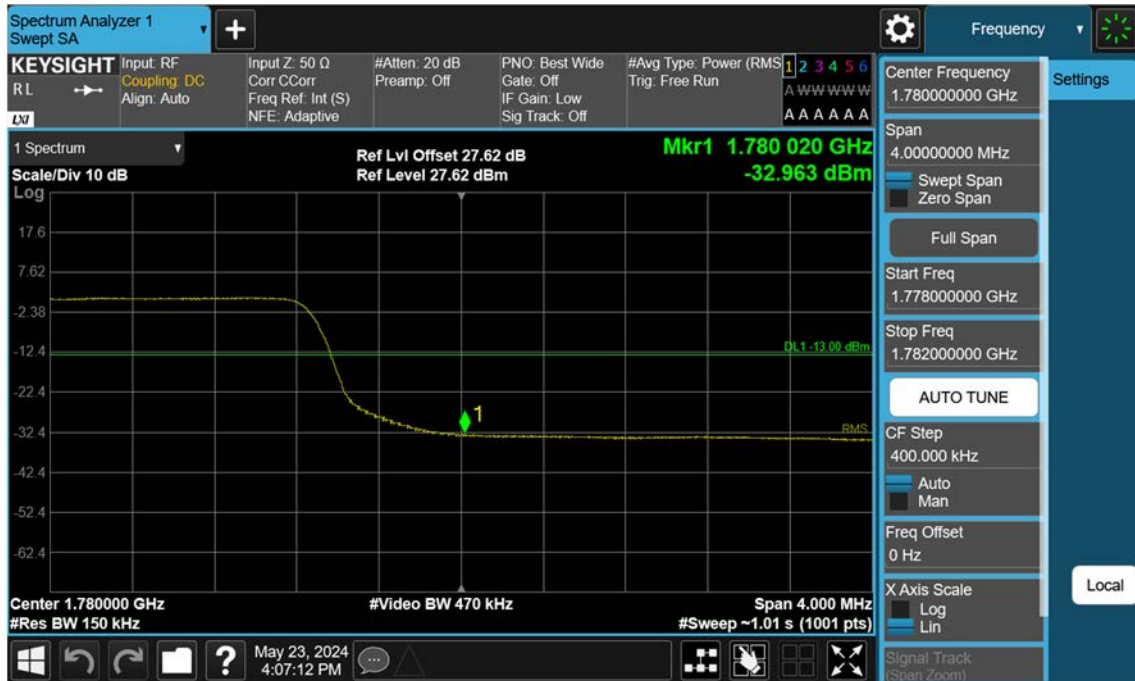 Spectrum Analyzer 1
Swept SA
+
Frequency
KEYSIGHT
R L
LXI
Input: RF
Coupling: DC
Align: Auto
Input Z: 50 Ω
Corr CCorr
Freq Ref: Int (S)
NFE: Adaptive
#Atten: 20 dB
Preamp: Off
PNO: Best Wide
Gate: Off
IF Gain: Low
Sig Track: Off
#Avg Type: Power (RMS
Trig: Free Run
1 2 3 4 5 6
A W W W W W
A A A A A A
1 Spectrum
Scale/Div 10 dB
Log
Ref Lvl Offset 27.62 dB
Ref Level 27.62 dBm
Mkr1 1.780 020 GHz
-32.963 dBm
17.6
7.62
-2.38
-12.4
-22.4
-32.4
-42.4
-52.4
-62.4
DL1 -13.00 dBm
1
RMS
Center 1.780000 GHz
#Res BW 150 kHz
#Video BW 470 kHz
Span 4.000 MHz
#Sweep ~1.01 s (1001 pts)
Center Frequency
1.780000000 GHz
Span
4.00000000 MHz
Swept Span
Zero Span
Full Span
Start Freq
1.778000000 GHz
Stop Freq
1.782000000 GHz
AUTO TUNE
CF Step
400.000 kHz
Auto
Man
Freq Offset
0 Hz
X Axis Scale
Log
Lin
Signal Track
(Span Zoom)
Settings
Local
?
May 23, 2024
4:07:12 PM